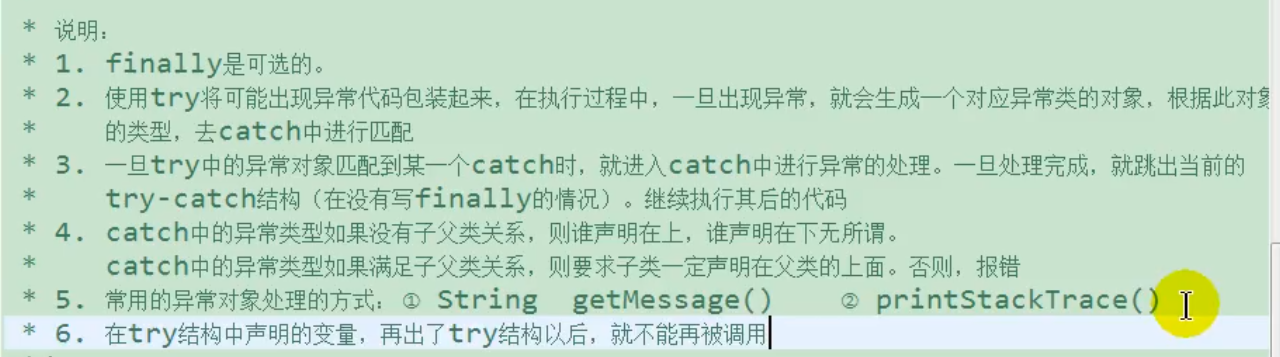 * 说明：
* 1. finally是可选的。
* 2. 使用try将可能出现异常代码包装起来，在执行过程中，一旦出现异常，就会生成一个对应异常类的对象，根据此对象
* 的类型，去catch中进行匹配
* 3. 一旦try中的异常对象匹配到某一个catch时，就进入catch中进行异常的处理。一旦处理完成，就跳出当前的
* try-catch结构（在没有写finally的情况）。继续执行其后的代码
* 4. catch中的异常类型如果没有子父类关系，则谁声明在上，谁声明在下无所谓。
* catch中的异常类型如果满足子父类关系，则要求子类一定声明在父类的上面。否则，报错
* 5. 常用的异常对象处理的方式： ① String getMessage() ② printStackTrace()
* 6. 在try结构中声明的变量，再出了try结构以后，就不能再被调用